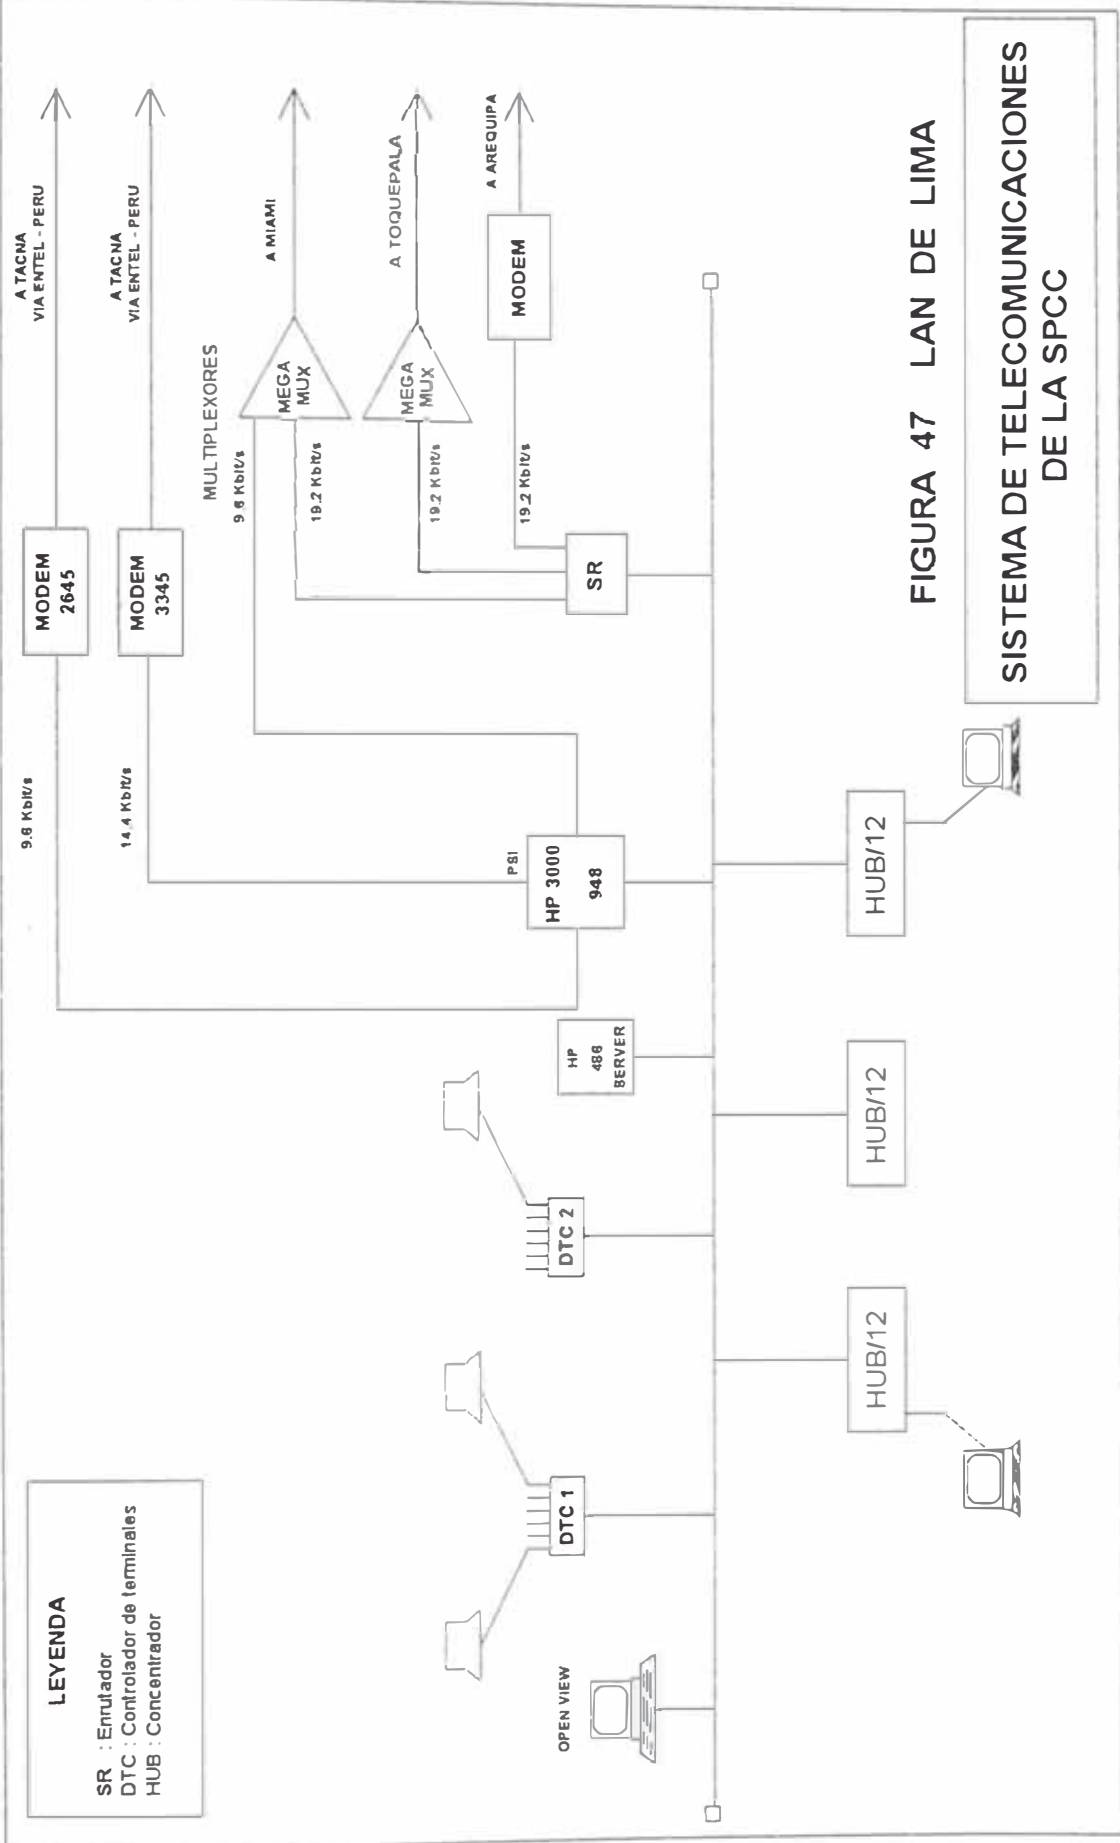 LEYENDA
SR : Enrutador
DTC : Controlador de terminales
HUB : Concentrador
A TACNA
VIA ENTEL - PERU
A TACNA
VIA ENTEL - PERU
9.6 Kbit/s
MODEM
2645
14.4 Kbit/s
MODEM
3345
MULTIPLEXORES
9.6 Kbit/s
MEGA
MUX
A MIAMI
19.2 Kbit/s
MEGA
MUX
A TOQUEPALA
19.2 Kbit/s
A AREQUIPA
MODEM
19.2 Kbit/s
PSI
HP 3000
948
SR
HP
486
SERVER
DTC 2
DTC 1
OPEN VIEW
HUB/12
HUB/12
HUB/12
FIGURA 47 LAN DE LIMA
SISTEMA DE TELECOMUNICACIONES
DE LA SPCC